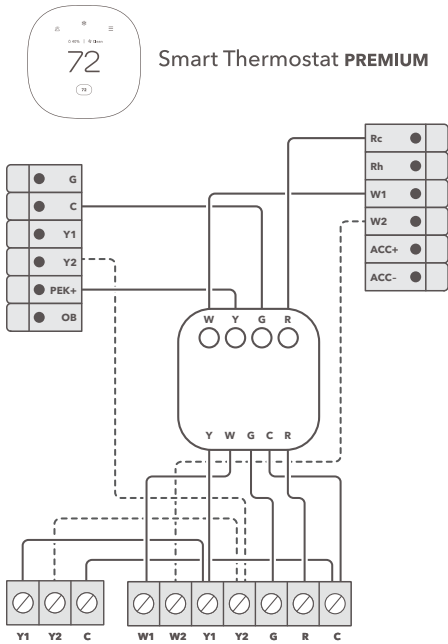 Smart Thermostat PREMIUM
72
72
G
C
Y1
Y2
PEK+
OB
Rc
Rh
W1
W2
ACC+
ACC-
W Y G R
Y W G C R
Y1 Y2 C
W1 W2 Y1 Y2 G R C